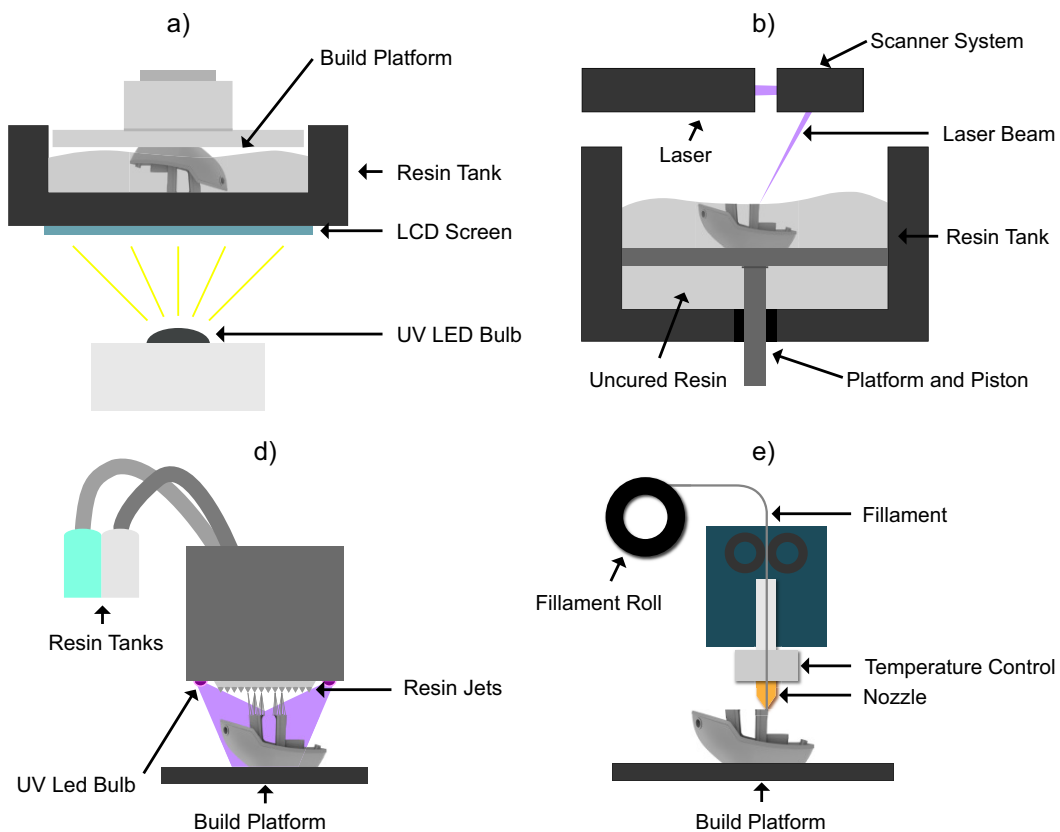 a)
Build Platform
Resin Tank
LCD Screen
UV LED Bulb
b)
Scanner System
Laser Beam
Laser
Resin Tank
Uncured Resin
Platform and Piston
d)
Resin Tanks
Resin Jets
UV Led Bulb
Build Platform
e)
Fillament
Fillament Roll
Temperature Control
Nozzle
Build Platform